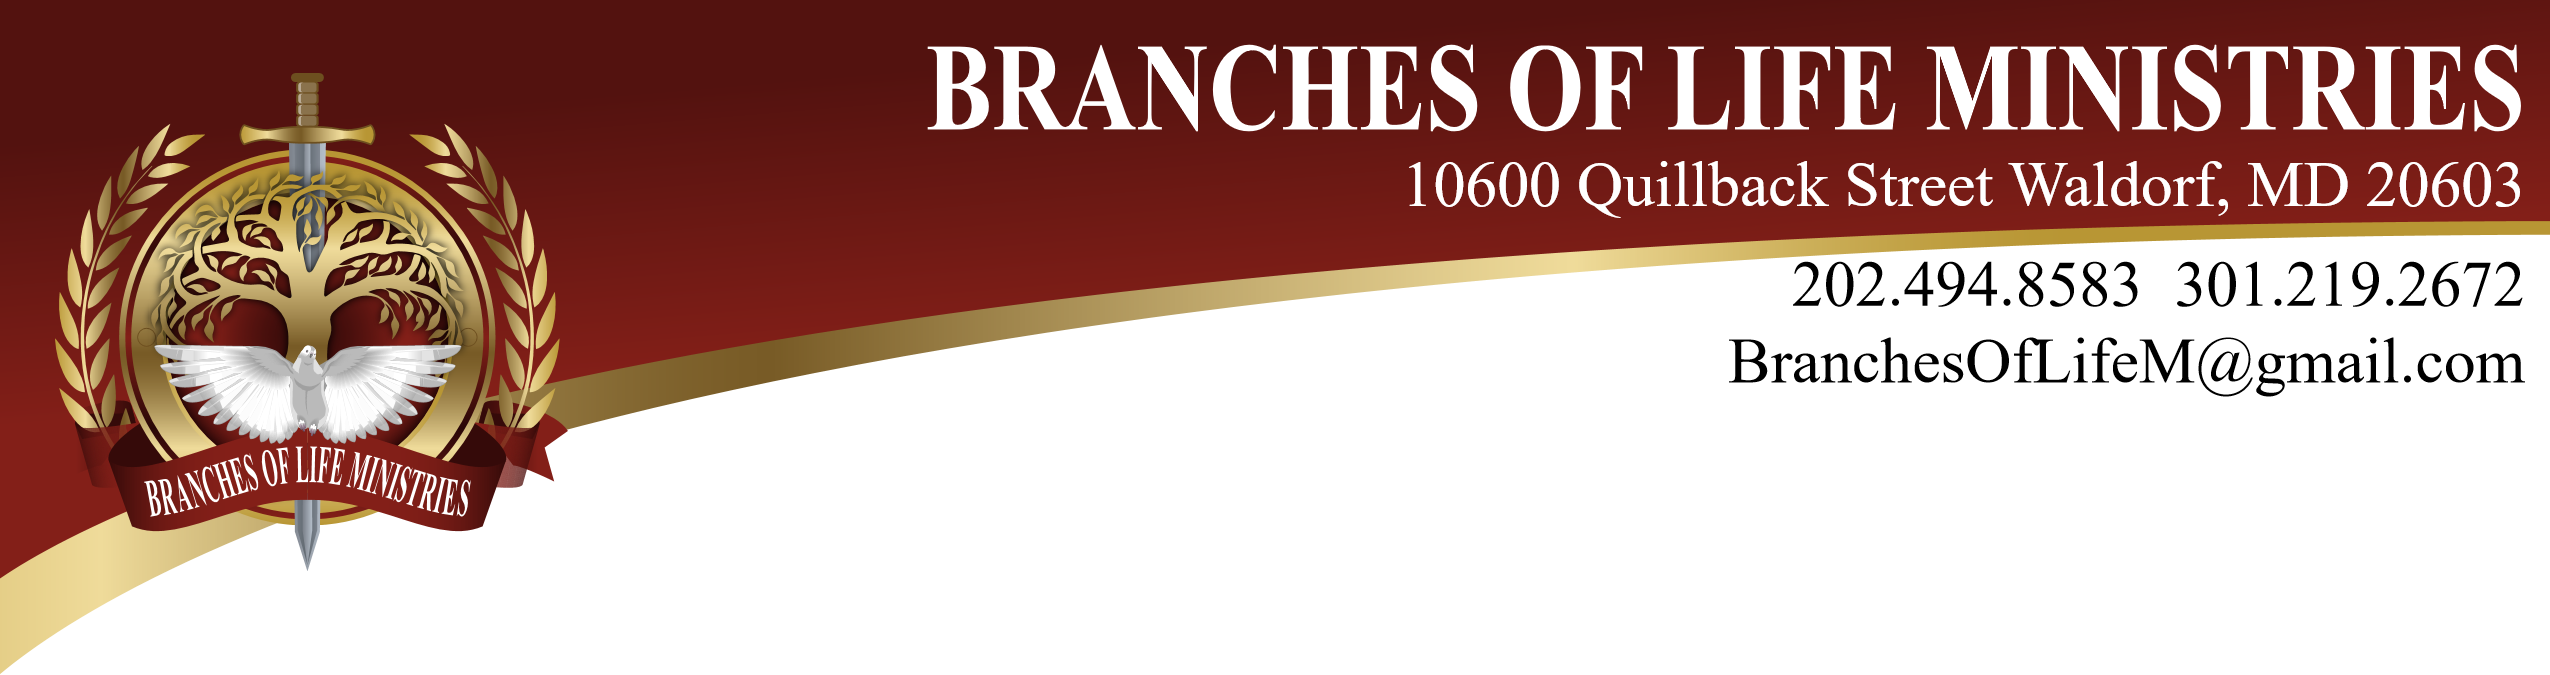 BRANCHES OF LIFE MINISTRIES
10600 Quillback Street Waldorf, MD 20603
202.494.8583  301.219.2672
BranchesOfLifeM@gmail.com
BRANCHES OF LIFE MINISTRIES